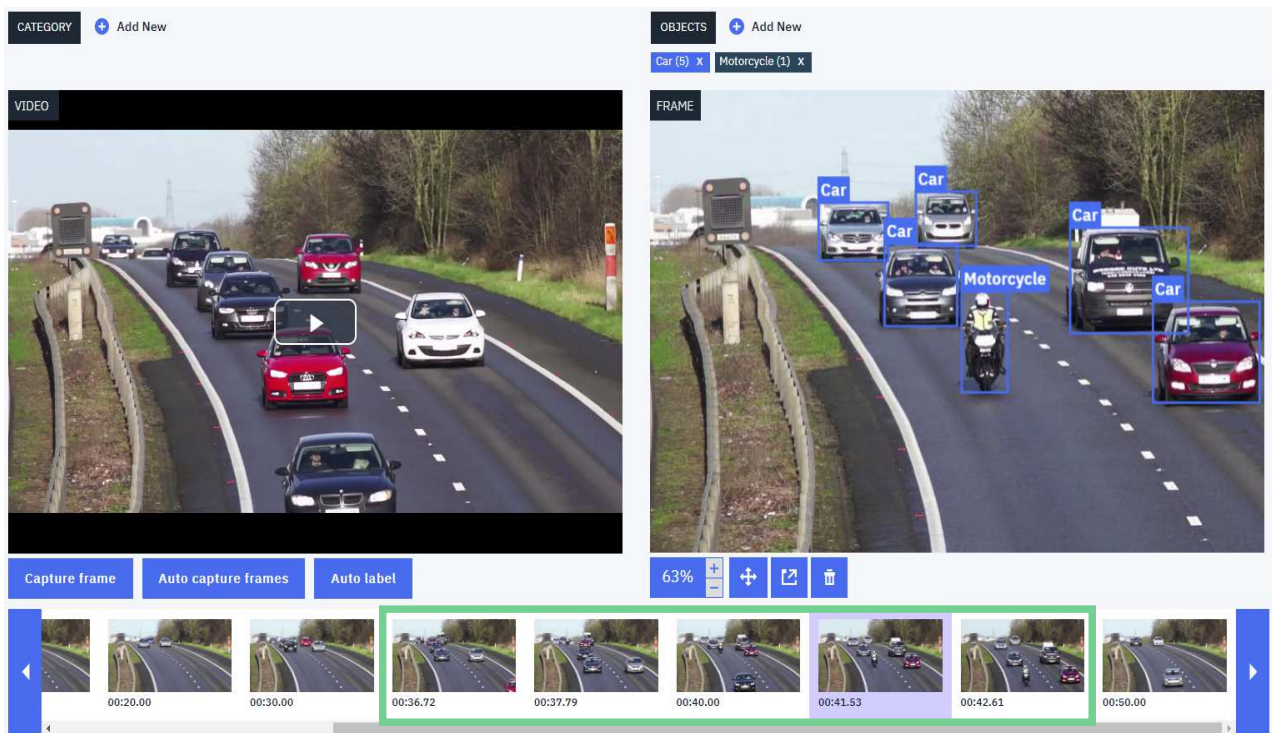 CATEGORY + Add New
OBJECTS + Add New
Car (5) X Motorcycle (1) X
VIDEO
FRAME
Car
Car
Car
Car
Motorcycle
Car
Capture frame Auto capture frames Auto label
63% + −
00:20.00 00:30.00 00:36.72 00:37.79 00:40.00 00:41.53 00:42.61 00:50.00